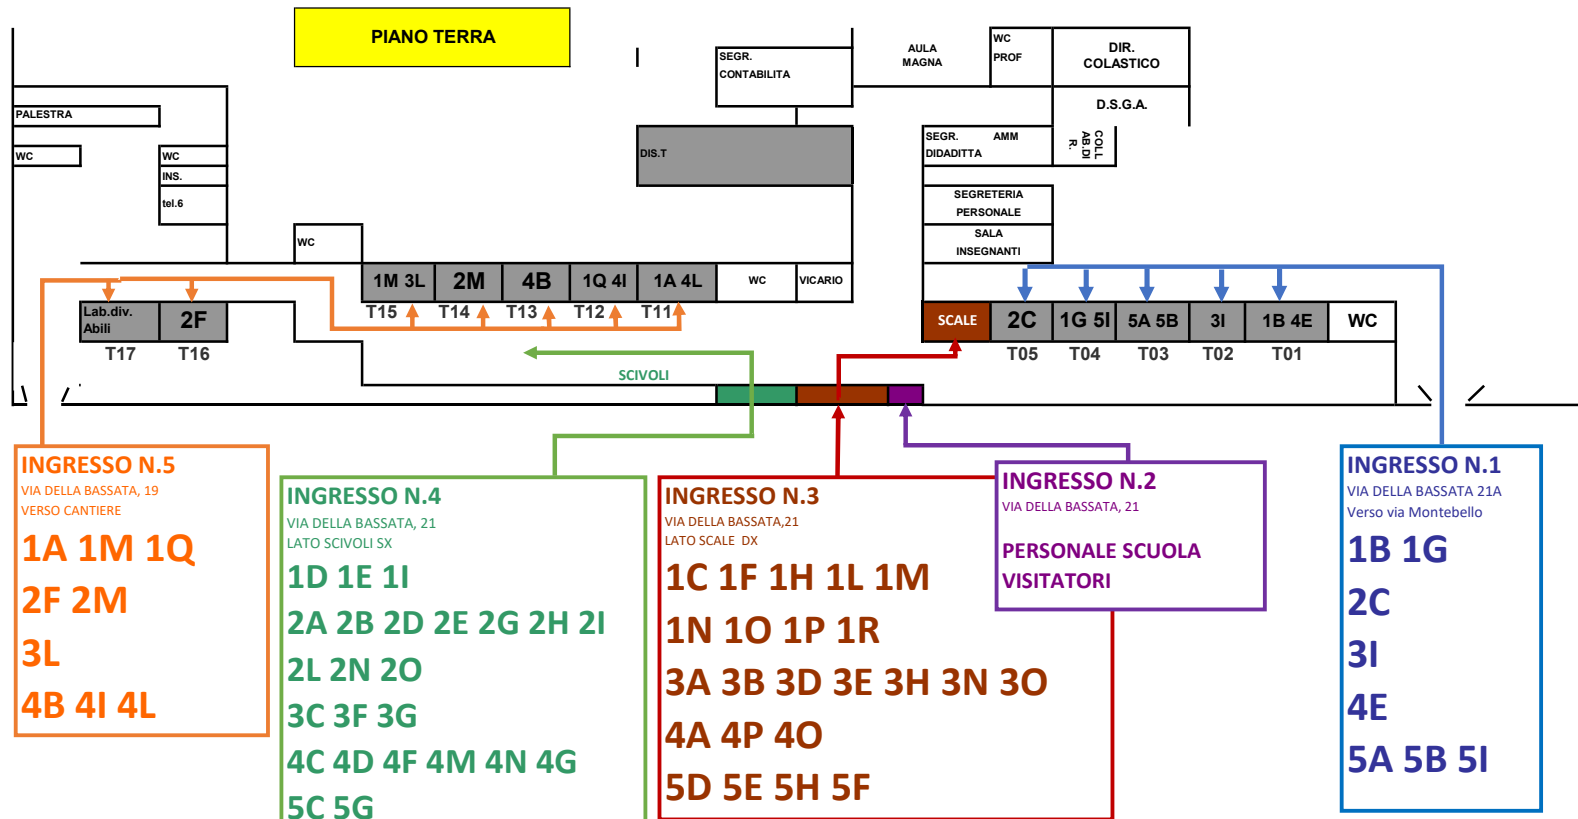 PIANO TERRA
SEGR.
CONTABILITA
AULA
MAGNA
WC
PROF
DIR.
COLASTICO
D.S.G.A.
PALESTRA
WC
WC
INS.
tel.6
DIS.T
SEGR. AMM
DIDADITTA
COLL
AB.DI
R.
SEGRETERIA
PERSONALE
SALA
INSEGNANTI
WC
1M 3L
2M
4B
1Q 4I
1A 4L
WC
VICARIO
T15
T14
T13
T12
T11
Lab.div.
Abili
2F
T17
T16
SCALE
2C
1G 5I
5A 5B
3I
1B 4E
WC
T05
T04
T03
T02
T01
SCIVOLI
INGRESSO N.5
VIA DELLA BASSATA, 19
VERSO CANTIERE
1A 1M 1Q
2F 2M
3L
4B 4I 4L
INGRESSO N.4
VIA DELLA BASSATA, 21
LATO SCIVOLI SX
1D 1E 1I
2A 2B 2D 2E 2G 2H 2I
2L 2N 2O
3C 3F 3G
4C 4D 4F 4M 4N 4G
5C 5G
INGRESSO N.3
VIA DELLA BASSATA,21
LATO SCALE DX
1C 1F 1H 1L 1M
1N 1O 1P 1R
3A 3B 3D 3E 3H 3N 3O
4A 4P 4O
5D 5E 5H 5F
INGRESSO N.2
VIA DELLA BASSATA, 21
PERSONALE SCUOLA
VISITATORI
INGRESSO N.1
VIA DELLA BASSATA 21A
Verso via Montebello
1B 1G
2C
3I
4E
5A 5B 5I